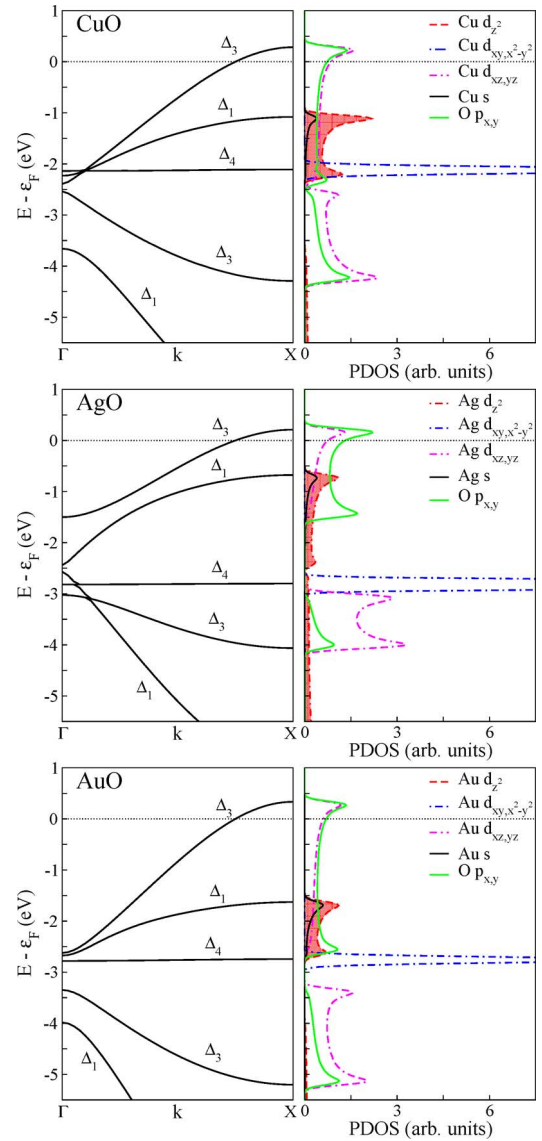 CuO
Δ3
Δ1
Δ4
Δ3
Δ1
E - εF (eV)
0
-1
-2
-3
-4
-5
Γ
k
X
Cu dz²
Cu dxy,x²-y²
Cu dxz,yz
Cu s
O px,y
0
3
6
PDOS (arb. units)
AgO
Δ3
Δ1
Δ4
Δ3
Δ1
E - εF (eV)
0
-1
-2
-3
-4
-5
Γ
k
X
Ag dz²
Ag dxy,x²-y²
Ag dxz,yz
Ag s
O px,y
0
3
6
PDOS (arb. units)
AuO
Δ3
Δ1
Δ4
Δ3
Δ1
E - εF (eV)
0
-1
-2
-3
-4
-5
Γ
k
X
Au dz²
Au dxy,x²-y²
Au dxz,yz
Au s
O px,y
0
3
6
PDOS (arb. units)